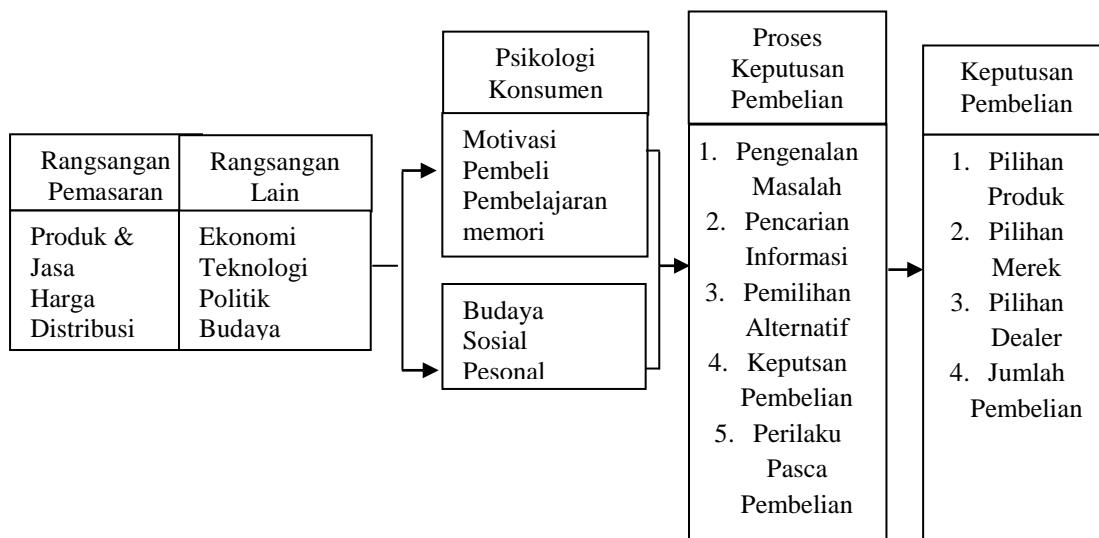 Rangsangan
Pemasaran
Produk &
Jasa
Harga
Distribusi
Rangsangan
Lain
Ekonomi
Teknologi
Politik
Budaya
Psikologi
Konsumen
Motivasi
Pembeli
Pembelajaran
memori
Budaya
Sosial
Pesonal
Proses
Keputusan
Pembelian
1. Pengenalan
Masalah
2. Pencarian
Informasi
3. Pemilihan
Alternatif
4. Keputsan
Pembelian
5. Perilaku
Pasca
Pembelian
Keputusan
Pembelian
1. Pilihan
Produk
2. Pilihan
Merek
3. Pilihan
Dealer
4. Jumlah
Pembelian